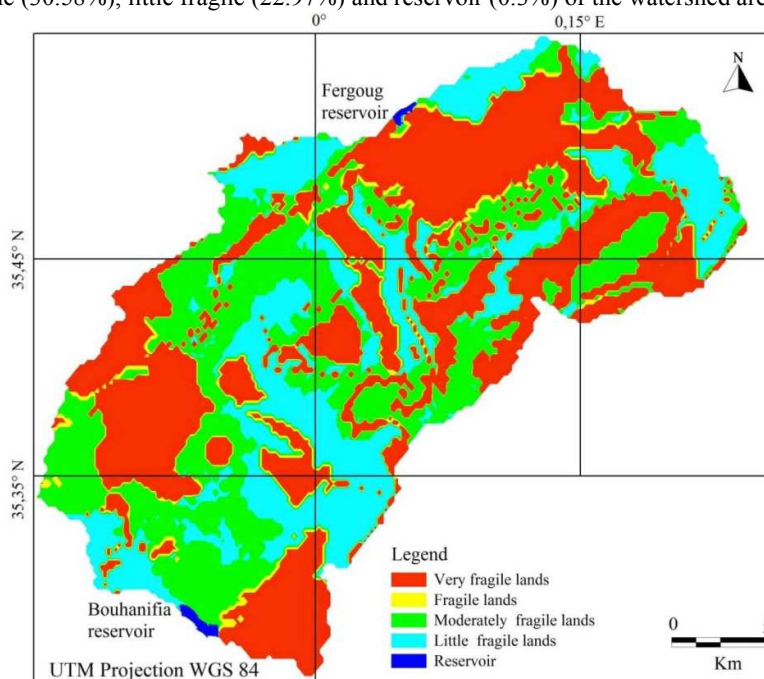 (30.58%), little fragile (22.97%) and reservoir (0.3%) of the watershed
0°
0,15° E
N
Fergoug
reservoir
35,45° N
35,35° N
Legend
Very fragile lands
Fragile lands
Moderately fragile lands
Little fragile lands
Reservoir
Bouhanifia
reservoir
0
Km
UTM Projection WGS 84